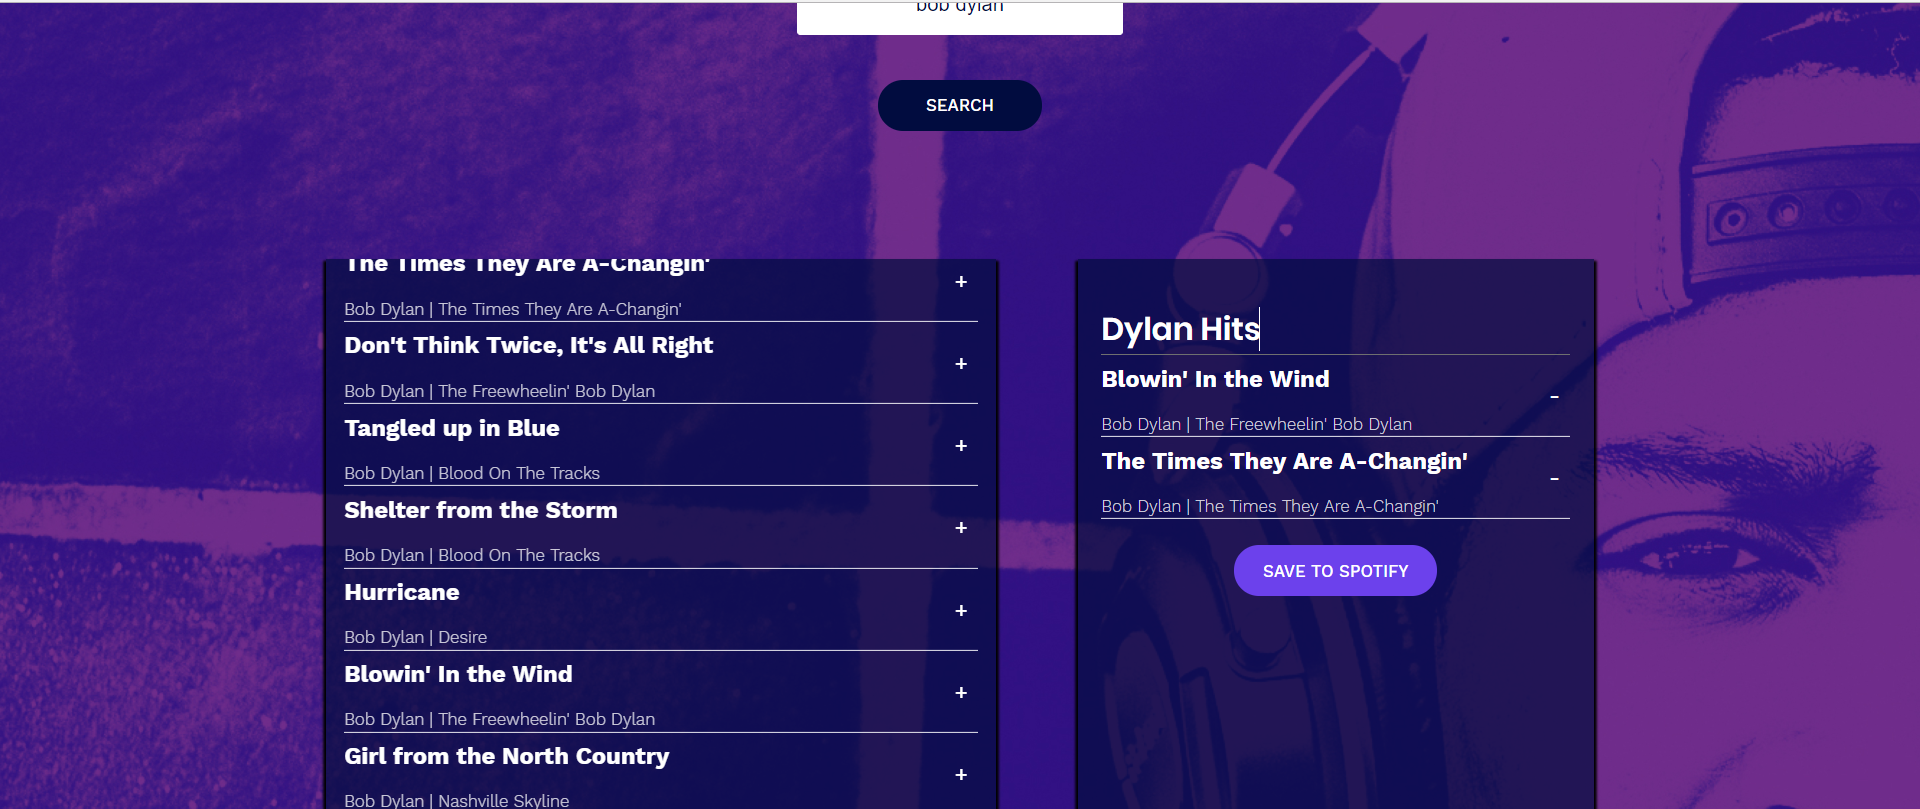 bob dylan
SEARCH
The Times They Are A-Changin'
+
Bob Dylan | The Times They Are A-Changin'
Don't Think Twice, It's All Right
+
Bob Dylan | The Freewheelin' Bob Dylan
Tangled up in Blue
+
Bob Dylan | Blood On The Tracks
Shelter from the Storm
+
Bob Dylan | Blood On The Tracks
Hurricane
+
Bob Dylan | Desire
Blowin' In the Wind
+
Bob Dylan | The Freewheelin' Bob Dylan
Girl from the North Country
+
Bob Dylan | Nashville Skyline
Dylan Hits
Blowin' In the Wind
-
Bob Dylan | The Freewheelin' Bob Dylan
The Times They Are A-Changin'
-
Bob Dylan | The Times They Are A-Changin'
SAVE TO SPOTIFY